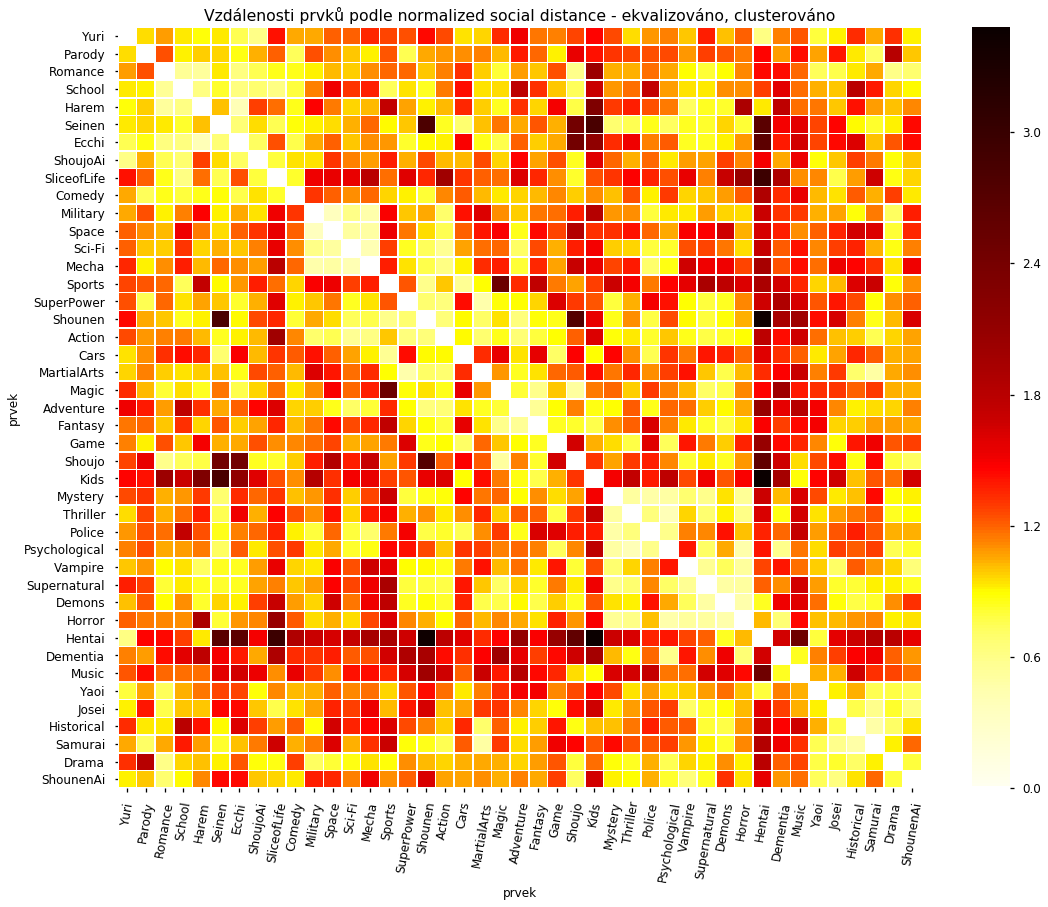 Vzdálenosti prvků podle normalized social distance - ekvalizováno, clusterováno
Yuri
Parody
Romance
School
Harem
Seinen
Ecchi
ShoujoAi
SliceofLife
Comedy
Military
Space
Sci-Fi
Mecha
Sports
SuperPower
Shounen
Action
Cars
MartialArts
Magic
Adventure
Fantasy
Game
Shoujo
Kids
Mystery
Thriller
Police
Psychological
Vampire
Supernatural
Demons
Horror
Hentai
Dementia
Music
Yaoi
Josei
Historical
Samurai
Drama
ShounenAi
prvek
Yuri
Parody
Romance
School
Harem
Seinen
Ecchi
ShoujoAi
SliceofLife
Comedy
Military
Space
Sci-Fi
Mecha
Sports
SuperPower
Shounen
Action
Cars
MartialArts
Magic
Adventure
Fantasy
Game
Shoujo
Kids
Mystery
Thriller
Police
Psychological
Vampire
Supernatural
Demons
Horror
Hentai
Dementia
Music
Yaoi
Josei
Historical
Samurai
Drama
ShounenAi
prvek
3.0
2.4
1.8
1.2
0.6
0.0